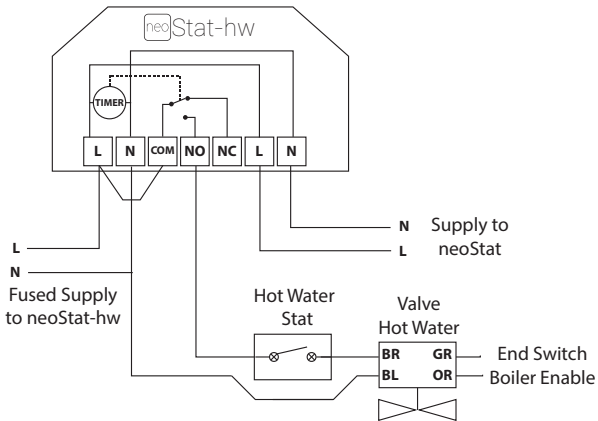 neoStat-hw
TIMER
L N COM NO NC L N
N
L
Supply to
neoStat
L
N
Fused Supply
to neoStat-hw
Hot Water
Stat
Valve
Hot Water
BR GR
BL OR
End Switch
Boiler Enable